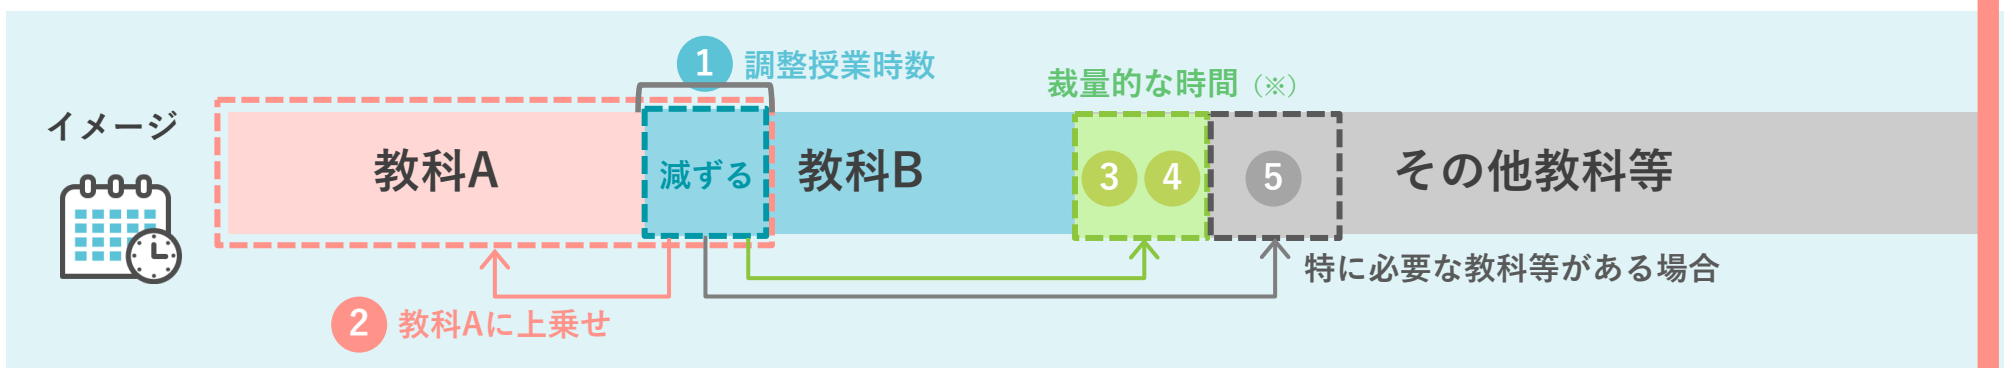 1 調整授業時数
裁量的な時間(※)
イメージ
教科A 減ずる 教科B 3 4 5 その他教科等
特に必要な教科等がある場合
2 教科Aに上乗せ